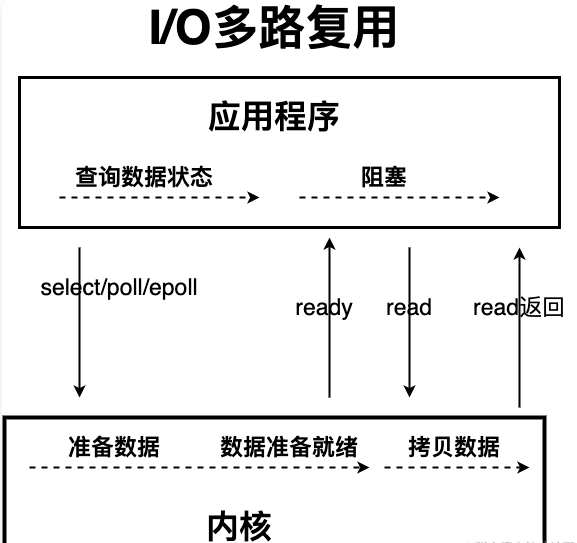 I/O多路复用
应用程序
查询数据状态
阻塞
select/poll/epoll
ready
read
read返回
准备数据
数据准备就绪
拷贝数据
内核